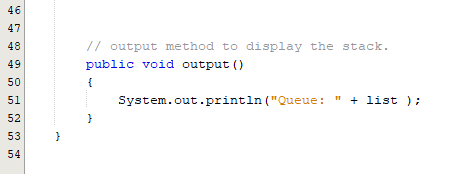 46
47
48 // output method to display the stack.
49 public void output()
50 {
51 System.out.println("Queue: " + list );
52 }
53 }
54